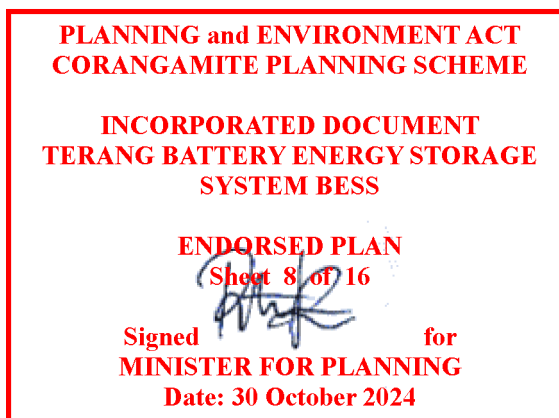 PLANNING and ENVIRONMENT ACT
CORANGAMITE PLANNING SCHEME
INCORPORATED DOCUMENT
TERANG BATTERY ENERGY STORAGE
SYSTEM BESS
ENDORSED PLAN
Sheet 8 of 16
Signed for
MINISTER FOR PLANNING
Date: 30 October 2024